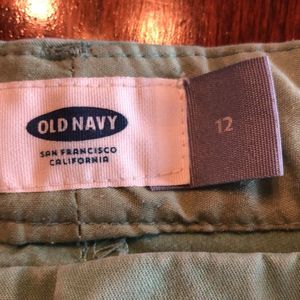 OLD NAVY
SAN FRANCISCO
CALIFORNIA
12